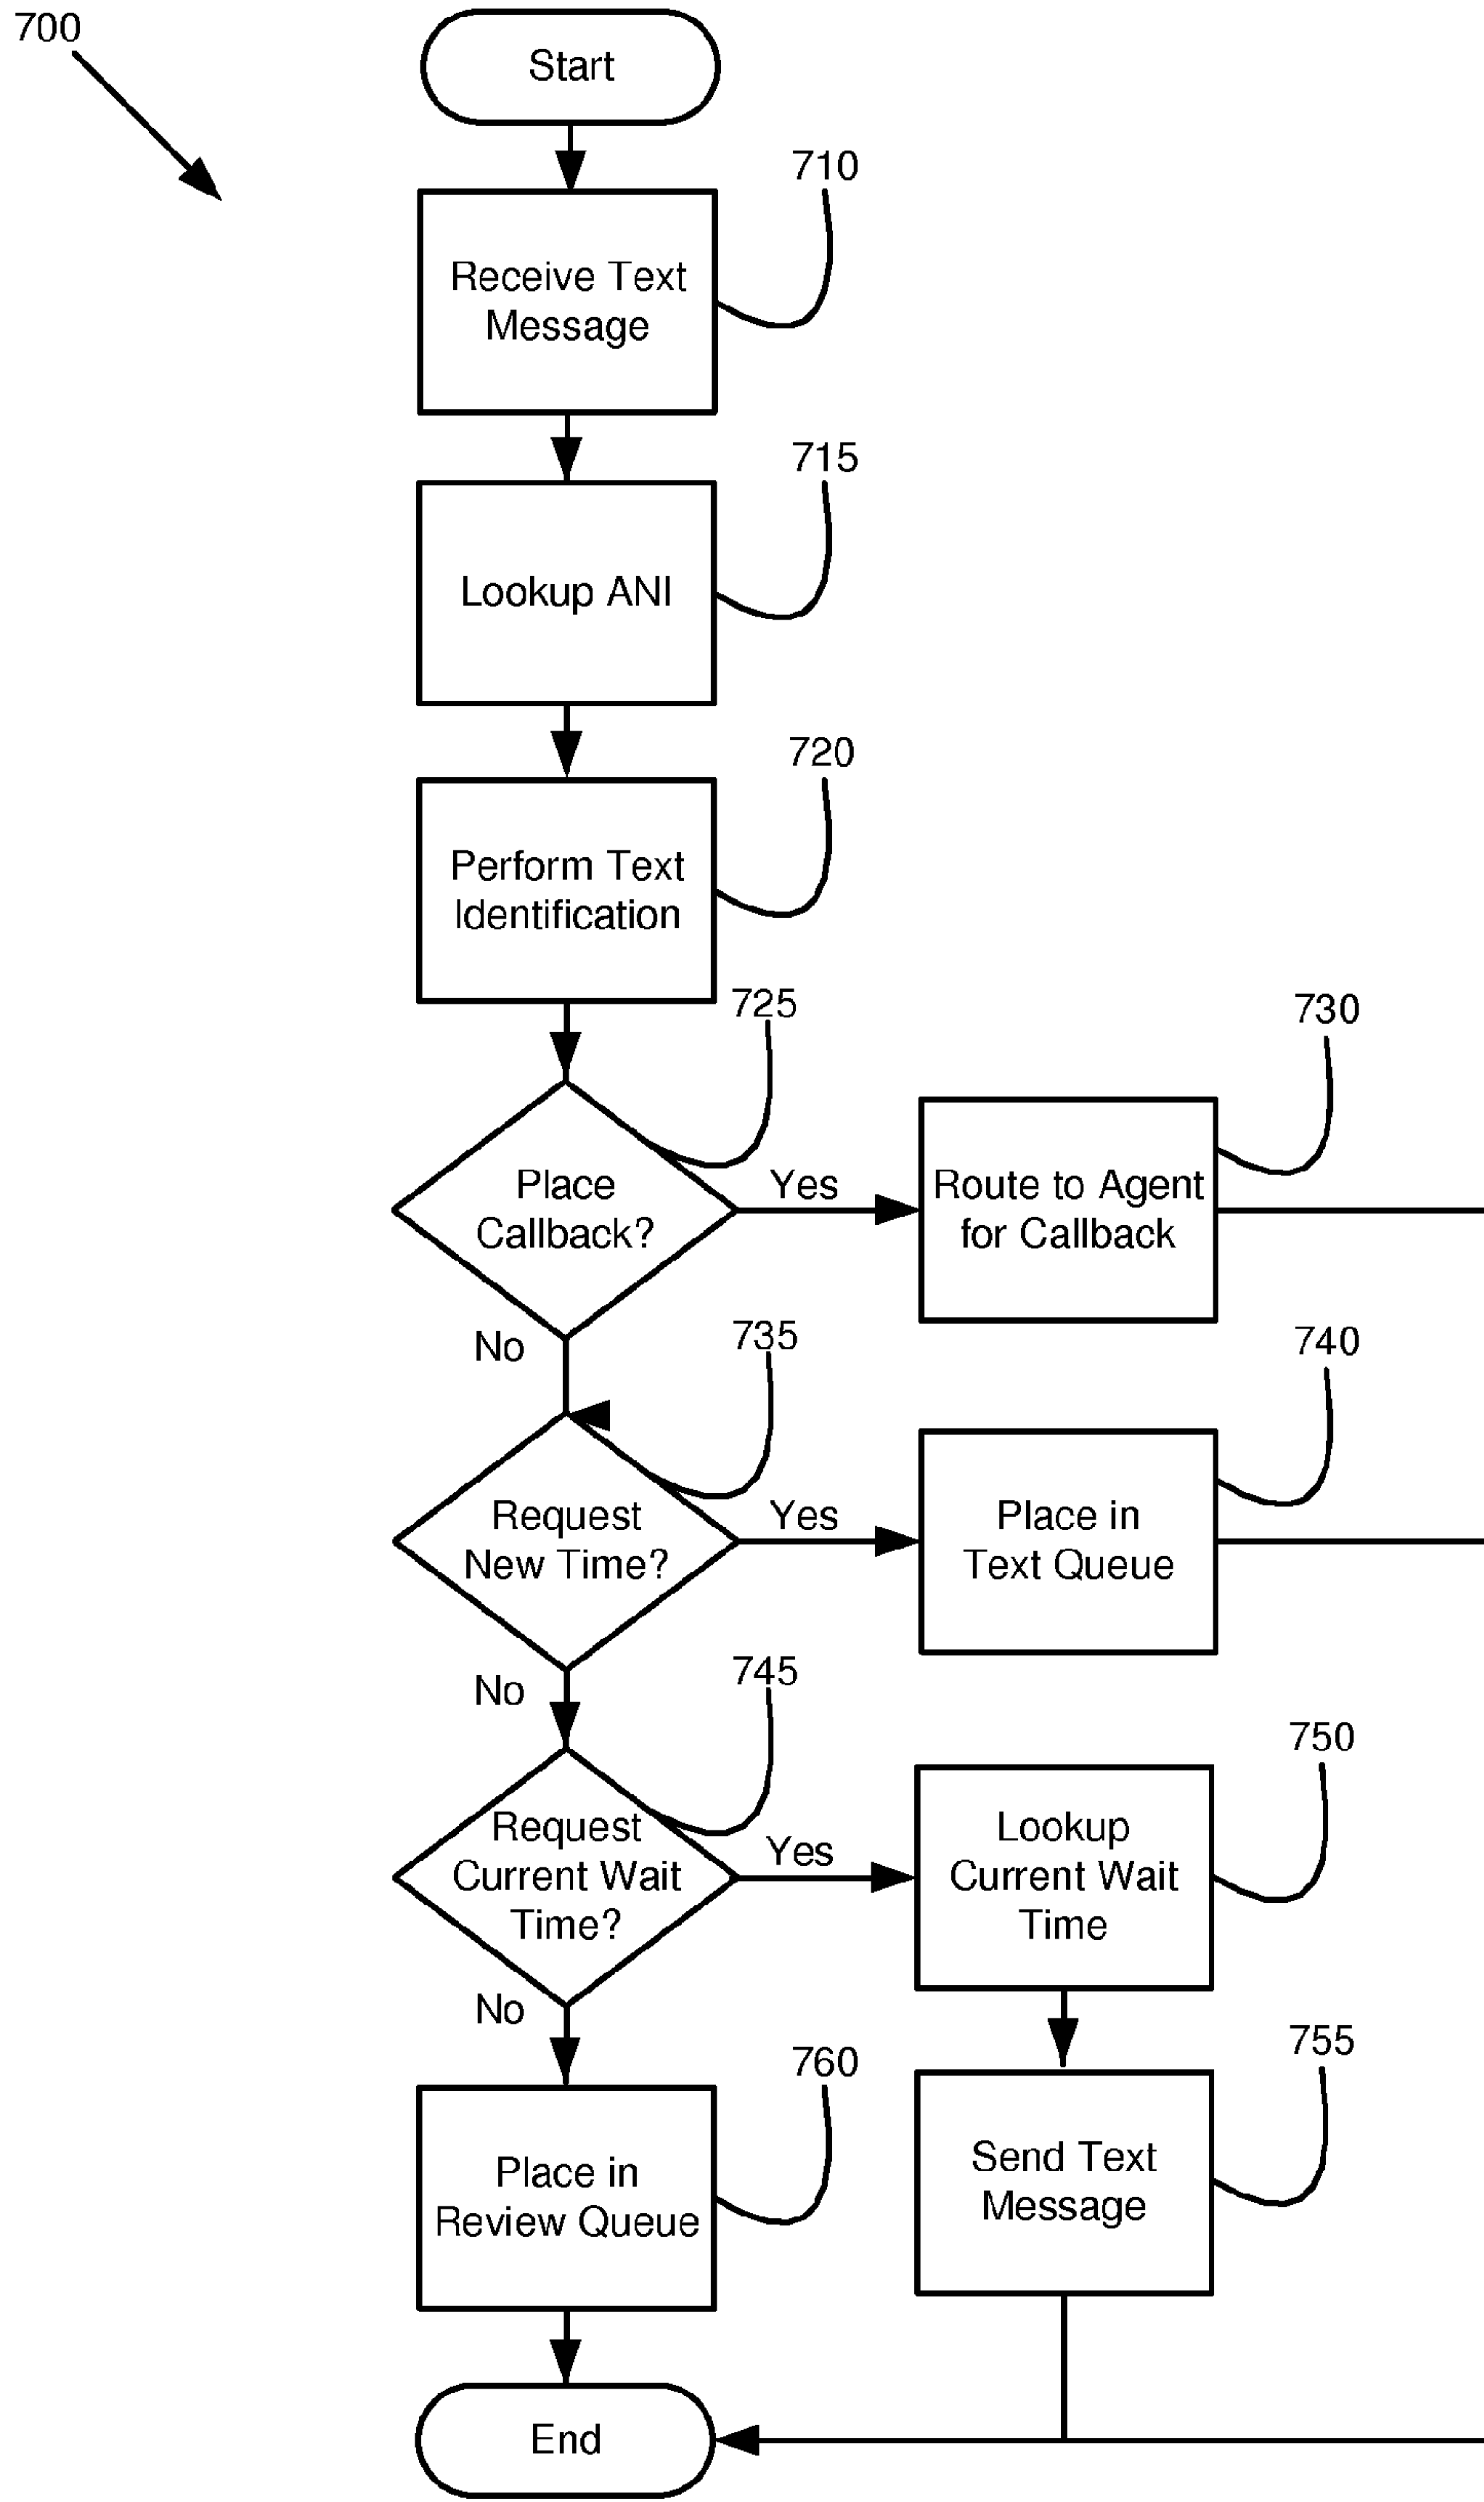 700
Start
710
Receive Text
Message
715
Lookup ANI
720
Perform Text
Identification
725
730
Place
Callback?
Yes
Route to Agent
for Callback
No
735
740
Request
New Time?
Yes
Place in
Text Queue
No
745
750
Request
Current Wait
Time?
Yes
Lookup
Current Wait
Time
No
760
755
Place in
Review Queue
Send Text
Message
End